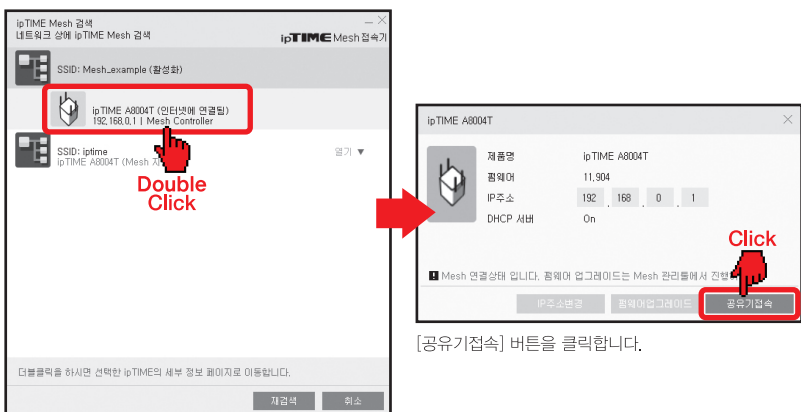 ipTIME Mesh 검색
네트워크 상에 ipTIME Mesh 검색
ipTIME Mesh 접속기
SSID: Mesh_example (활성화)
ipTIME A8004T (인터넷에 연결됨)
192,168,0,1 | Mesh Controller
SSID: iptime
ipTIME A8004T (Mesh
열기 ▼
Double
Click
더블클릭을 하시면 선택한 ipTIME의 세부 정보 페이지로 이동합니다.
재검색
취소
ipTIME A8004T
제품명 ipTIME A8004T
펌웨어 11,904
IP주소 192 . 168 . 0 . 1
DHCP 서버 On
Click
Mesh 연결상태 입니다. 펌웨어 업그레이드는 Mesh 관리툴에서
IP주소변경
펌웨어업그레이드
공유기접속
[공유기접속] 버튼을 클릭합니다.